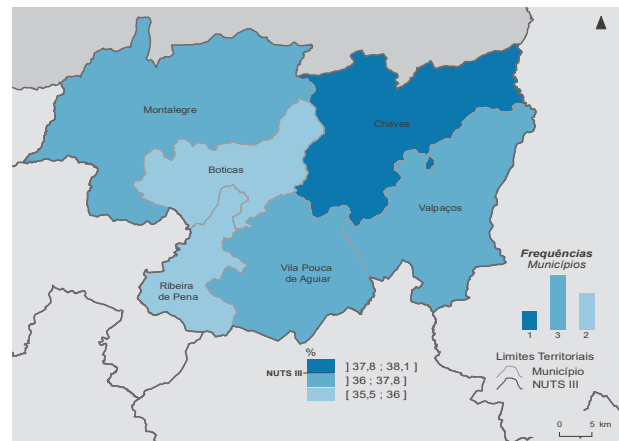 Montalegre
Chaves
Boticas
Valpaços
Vila Pouca
de Aguiar
Ribeira
de Pena
Frequências
Municípios
1 3 2
%
NUTS III
] 37,8 ; 38,1 ]
] 36 ; 37,8 ]
[ 35,5 ; 36 ]
Limites Territoriais
Município
NUTS III
0 5 km